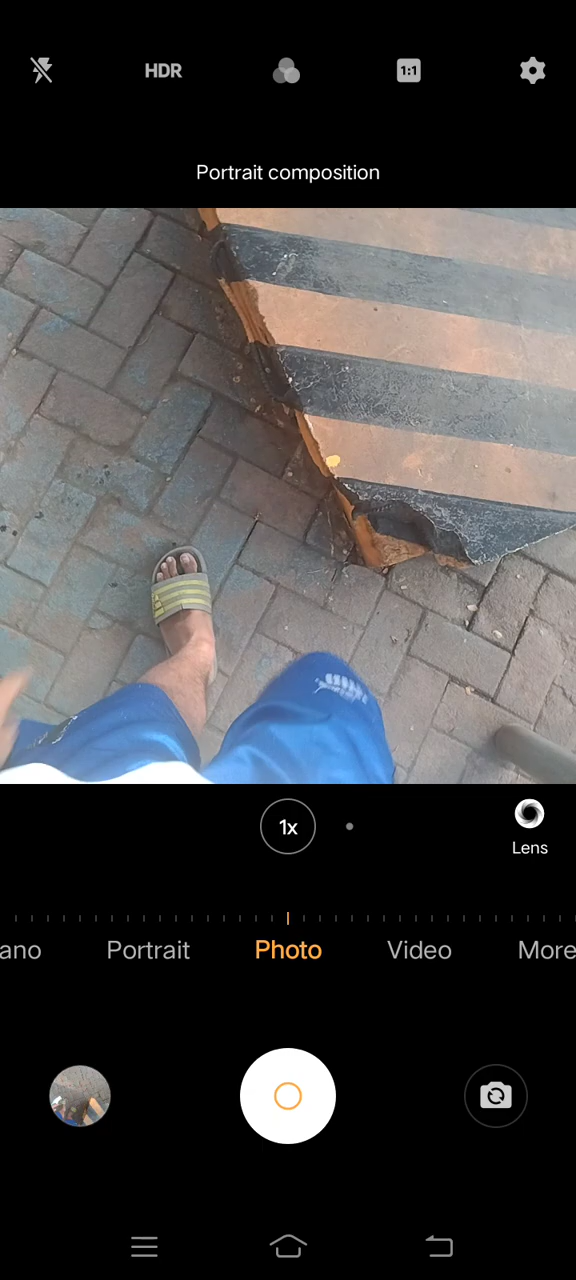 HDR
1:1
Portrait composition
1x
Lens
ano Portrait Photo Video More